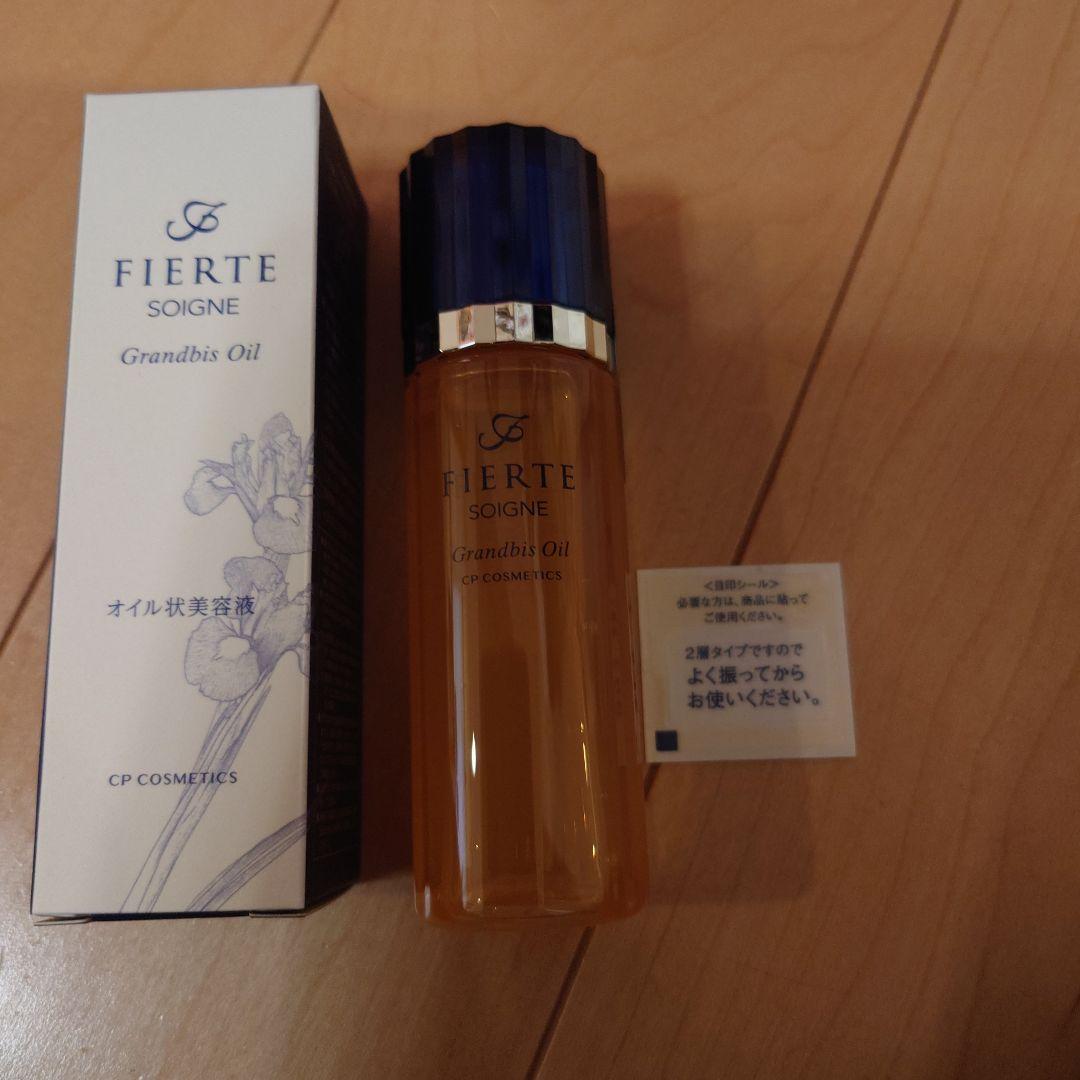 FIERTE
SOIGNE
Grandbis Oil
オイル状美容液
CP COSMETICS
FIERTE
SOIGNE
Grandbis Oil
CP COSMETICS
<目印シール>
必要な方は、商品に貼って
ご使用ください。
2層タイプですので
よく振ってから
お使いください。